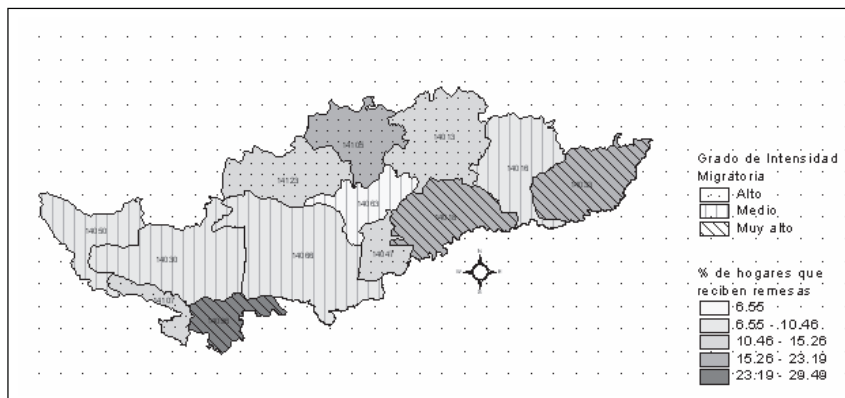 14105
14013
14016
14123
14063
14050
14047
14030
14066
14107
Grado de Intensidad
Migratoria
Alto
Medio
Muy alto
% de hogares que
reciben remesas
6.55
6.55 - 10.46
10.46 - 15.26
15.26 - 23.19
23.19 - 29.49